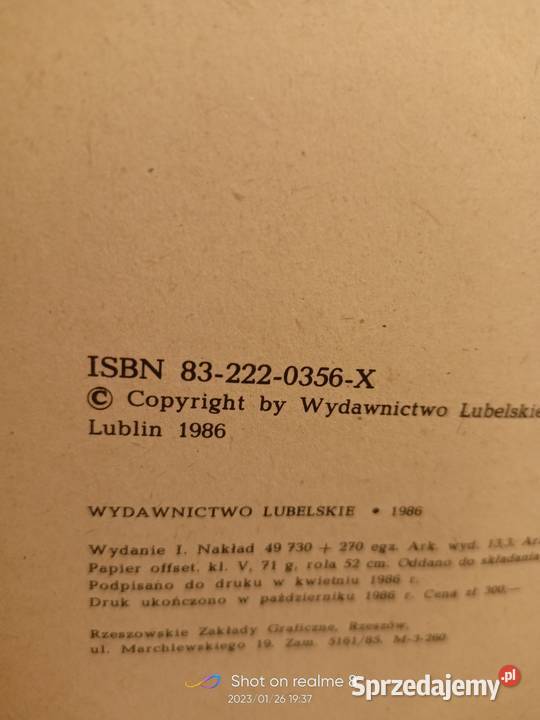 ISBN 83-222-0356-X
© Copyright by Wydawnictwo Lubelskie
Lublin 1986
WYDAWNICTWO LUBELSKIE • 1986
Wydanie I. Nakład 49 730 + 270 egz. Ark. wyd. 13,3; Ar
Papier offset. kl. V, 71 g, rola 52 cm. Oddano do składania
Podpisano do druku w kwietniu 1986 r.
Druk ukończono w październiku 1986 r. Cena zł 300,—
Rzeszowskie Zakłady Graficzne, Rzeszów,
ul. Marchlewskiego 19. Zam. 5161/85. M-3-260
Shot on realme 8
2023/01/26 19:37
Sprzedajemy.pl